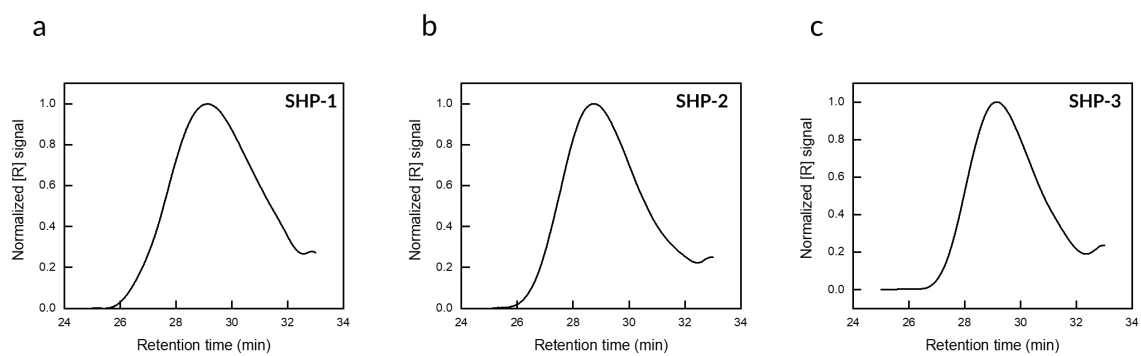 a
b
c
SHP-1
SHP-2
SHP-3
Normalized [R] signal
1.0
0.8
0.6
0.4
0.2
0.0
24 26 28 30 32 34
Retention time (min)
Normalized [R] signal
1.0
0.8
0.6
0.4
0.2
0.0
24 26 28 30 32 34
Retention time (min)
Normalized [R] signal
1.0
0.8
0.6
0.4
0.2
0.0
24 26 28 30 32 34
Retention time (min)